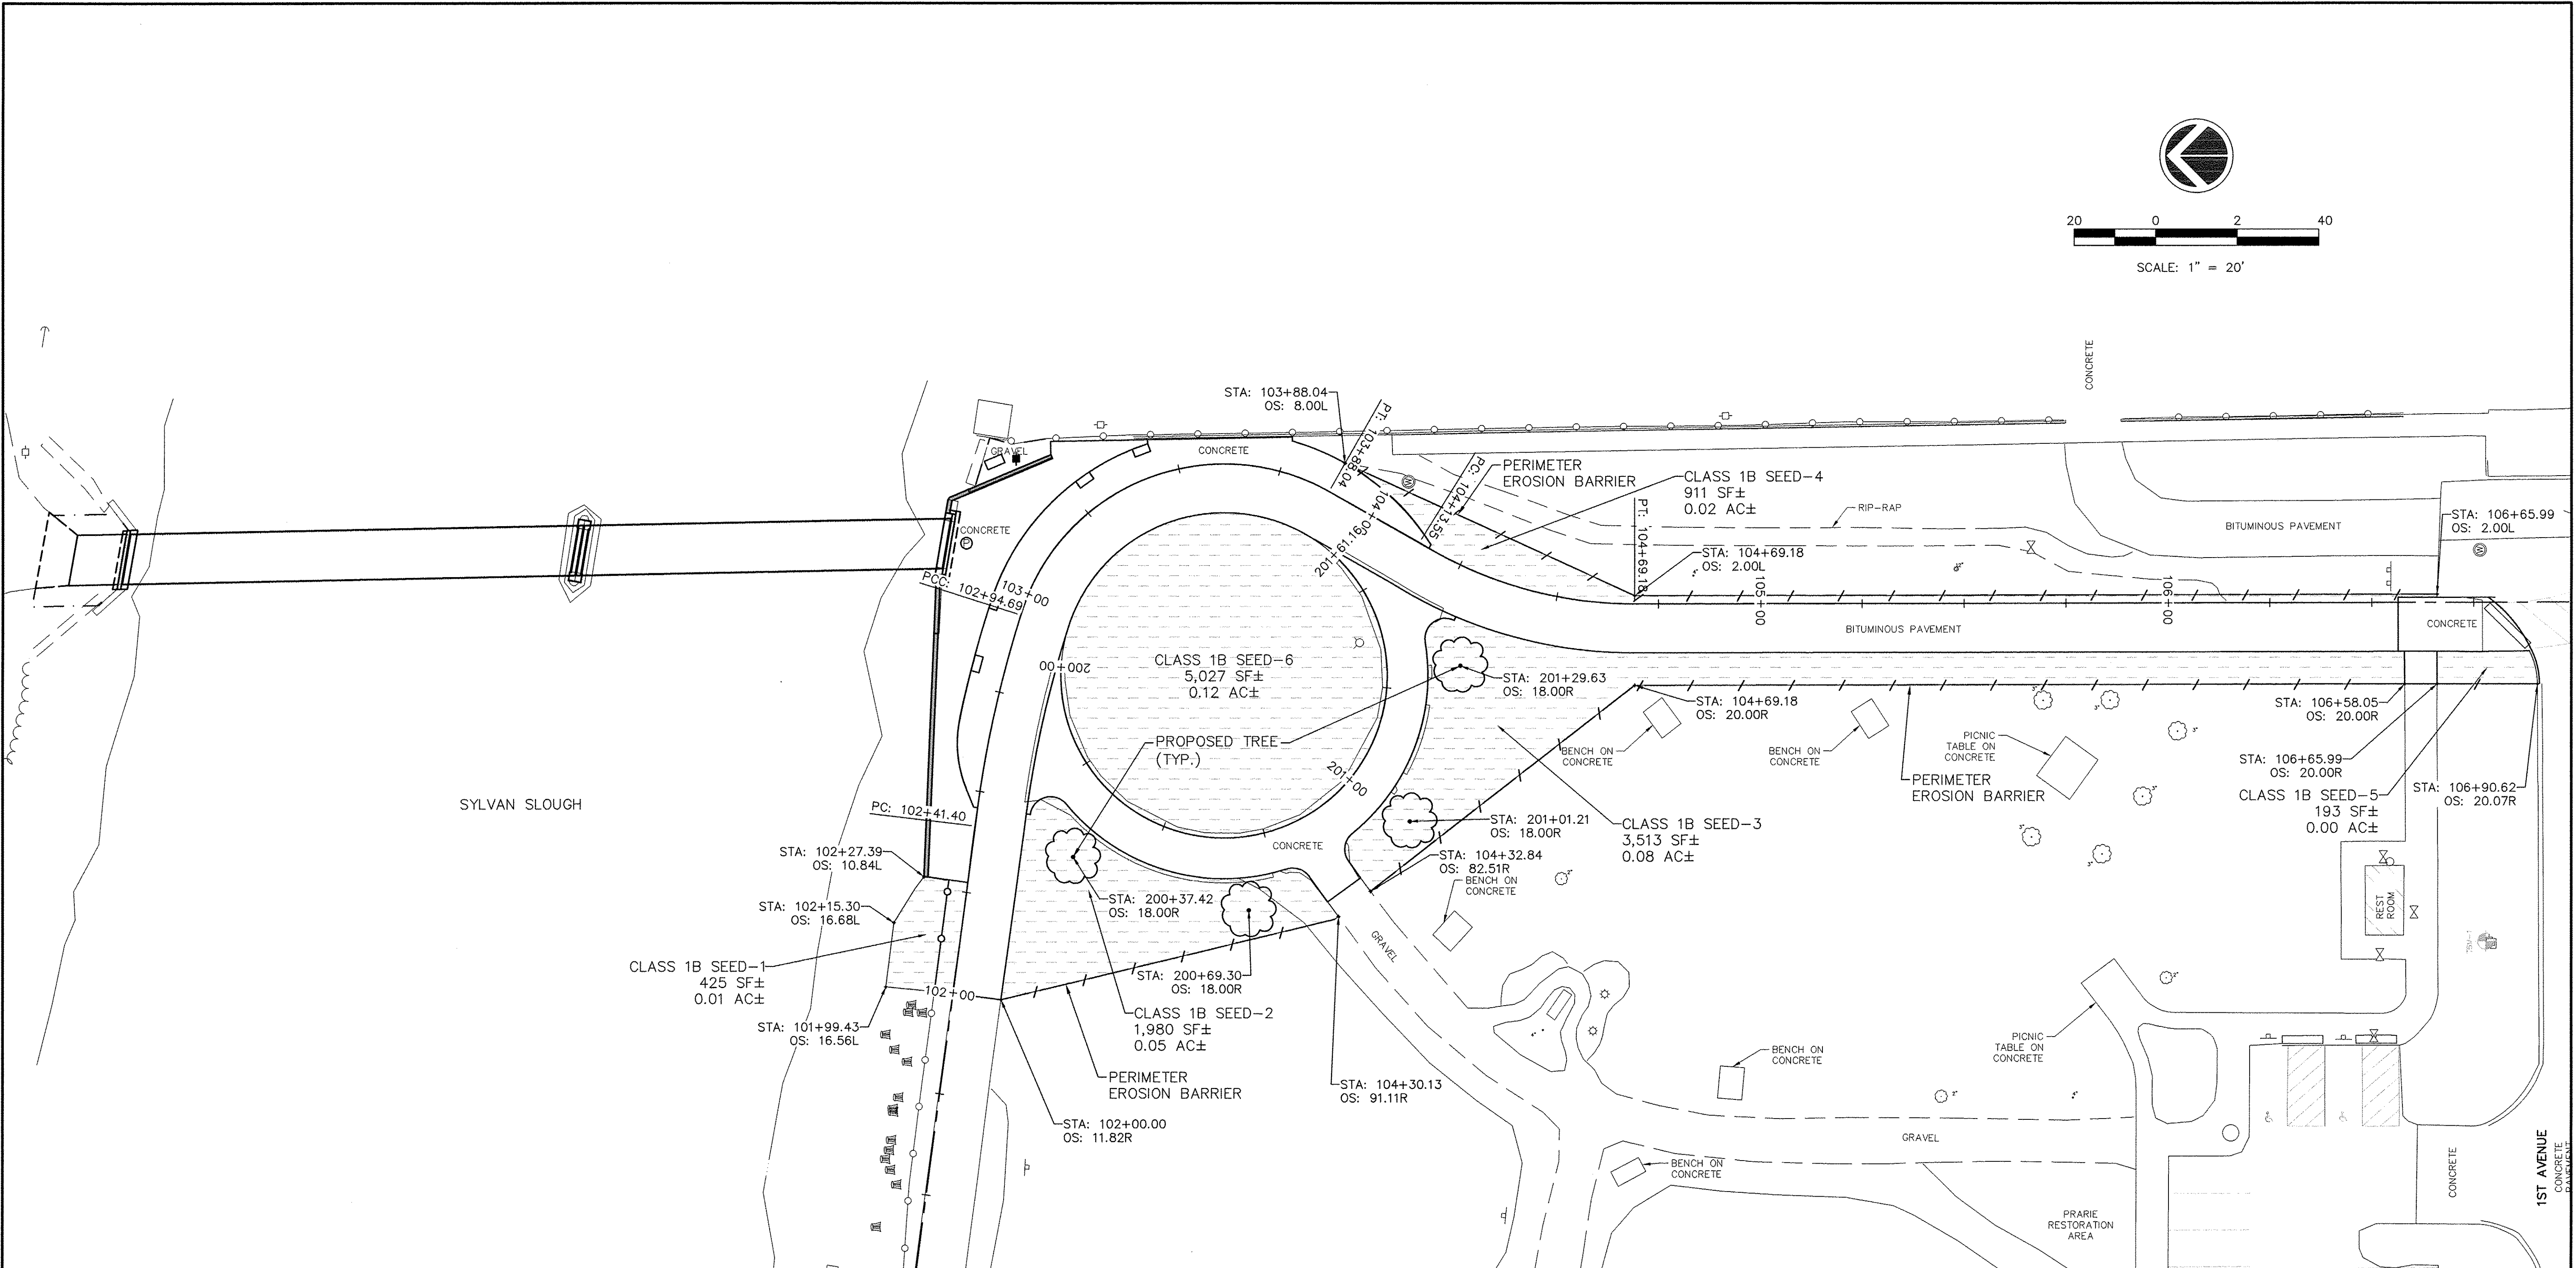 20 0 2 40
SCALE: 1" = 20'
CONCRETE
STA: 103+88.04
OS: 8.00L
PT: 103+88.04
GRAVEL
CONCRETE
PERIMETER
EROSION BARRIER
PC: 104+13.55
104+00
CLASS 1B SEED-4
911 SF±
0.02 AC±
RIP-RAP
BITUMINOUS PAVEMENT
STA: 106+65.99
OS: 2.00L
CONCRETE
P
W
W
PT: 104+69.18
STA: 104+69.18
OS: 2.00L
201+61.19
PCC: 102+94.69
103+00
105+00
106+00
BITUMINOUS PAVEMENT
CONCRETE
200+00
CLASS 1B SEED-6
5,027 SF±
0.12 AC±
STA: 201+29.63
OS: 18.00R
STA: 104+69.18
OS: 20.00R
STA: 106+58.05
OS: 20.00R
PROPOSED TREE
(TYP.)
BENCH ON
CONCRETE
BENCH ON
CONCRETE
PICNIC
TABLE ON
CONCRETE
STA: 106+65.99
OS: 20.00R
201+00
PERIMETER
EROSION BARRIER
CLASS 1B SEED-5
193 SF±
0.00 AC±
STA: 106+90.62
OS: 20.07R
SYLVAN SLOUGH
PC: 102+41.40
STA: 201+01.21
OS: 18.00R
CLASS 1B SEED-3
3,513 SF±
0.08 AC±
CONCRETE
STA: 102+27.39
OS: 10.84L
STA: 104+32.84
OS: 82.51R
BENCH ON
CONCRETE
STA: 200+37.42
OS: 18.00R
STA: 102+15.30
OS: 16.68L
REST
ROOM
GRAVEL
CLASS 1B SEED-1
425 SF±
0.01 AC±
STA: 200+69.30
OS: 18.00R
102+00
CLASS 1B SEED-2
1,980 SF±
0.05 AC±
STA: 101+99.43
OS: 16.56L
BENCH ON
CONCRETE
PICNIC
TABLE ON
CONCRETE
PERIMETER
EROSION BARRIER
STA: 104+30.13
OS: 91.11R
STA: 102+00.00
OS: 11.82R
GRAVEL
BENCH ON
CONCRETE
CONCRETE
1ST AVENUE
CONCRETE
PAVEMENT
PRARIE
RESTORATION
AREA